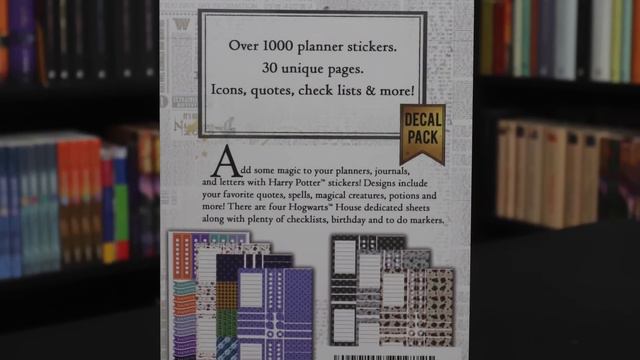 Over 1000 planner stickers.
30 unique pages.
Icons, quotes, check lists & more!
DECAL
PACK
Add some magic to your planners, journals,
and letters with Harry Potter™ stickers! Designs include
your favorite quotes, spells, magical creatures, potions and
more! There are four Hogwarts™ House dedicated sheets
along with plenty of checklists, birthday and to do markers.